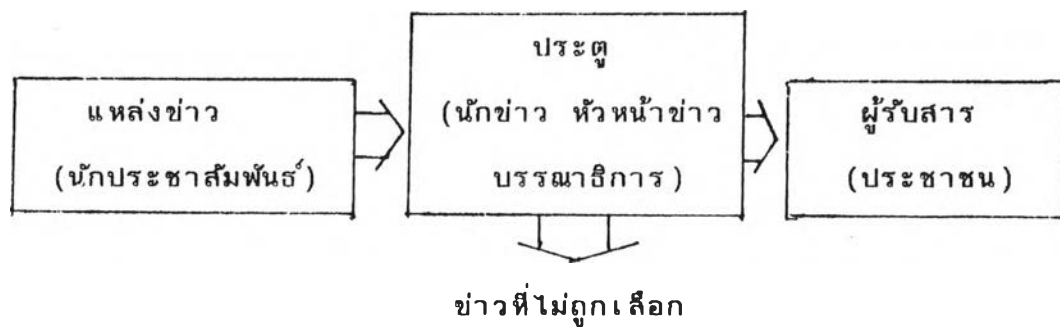 แหล่งข่าว
(นักประชาสัมพันธ์)
ประตู
(นักข่าว หัวหน้าข่าว
บรรณาธิการ)
ผู้รับสาร
(ประชาชน)
ข่าวที่ไม่ถูกเลือก